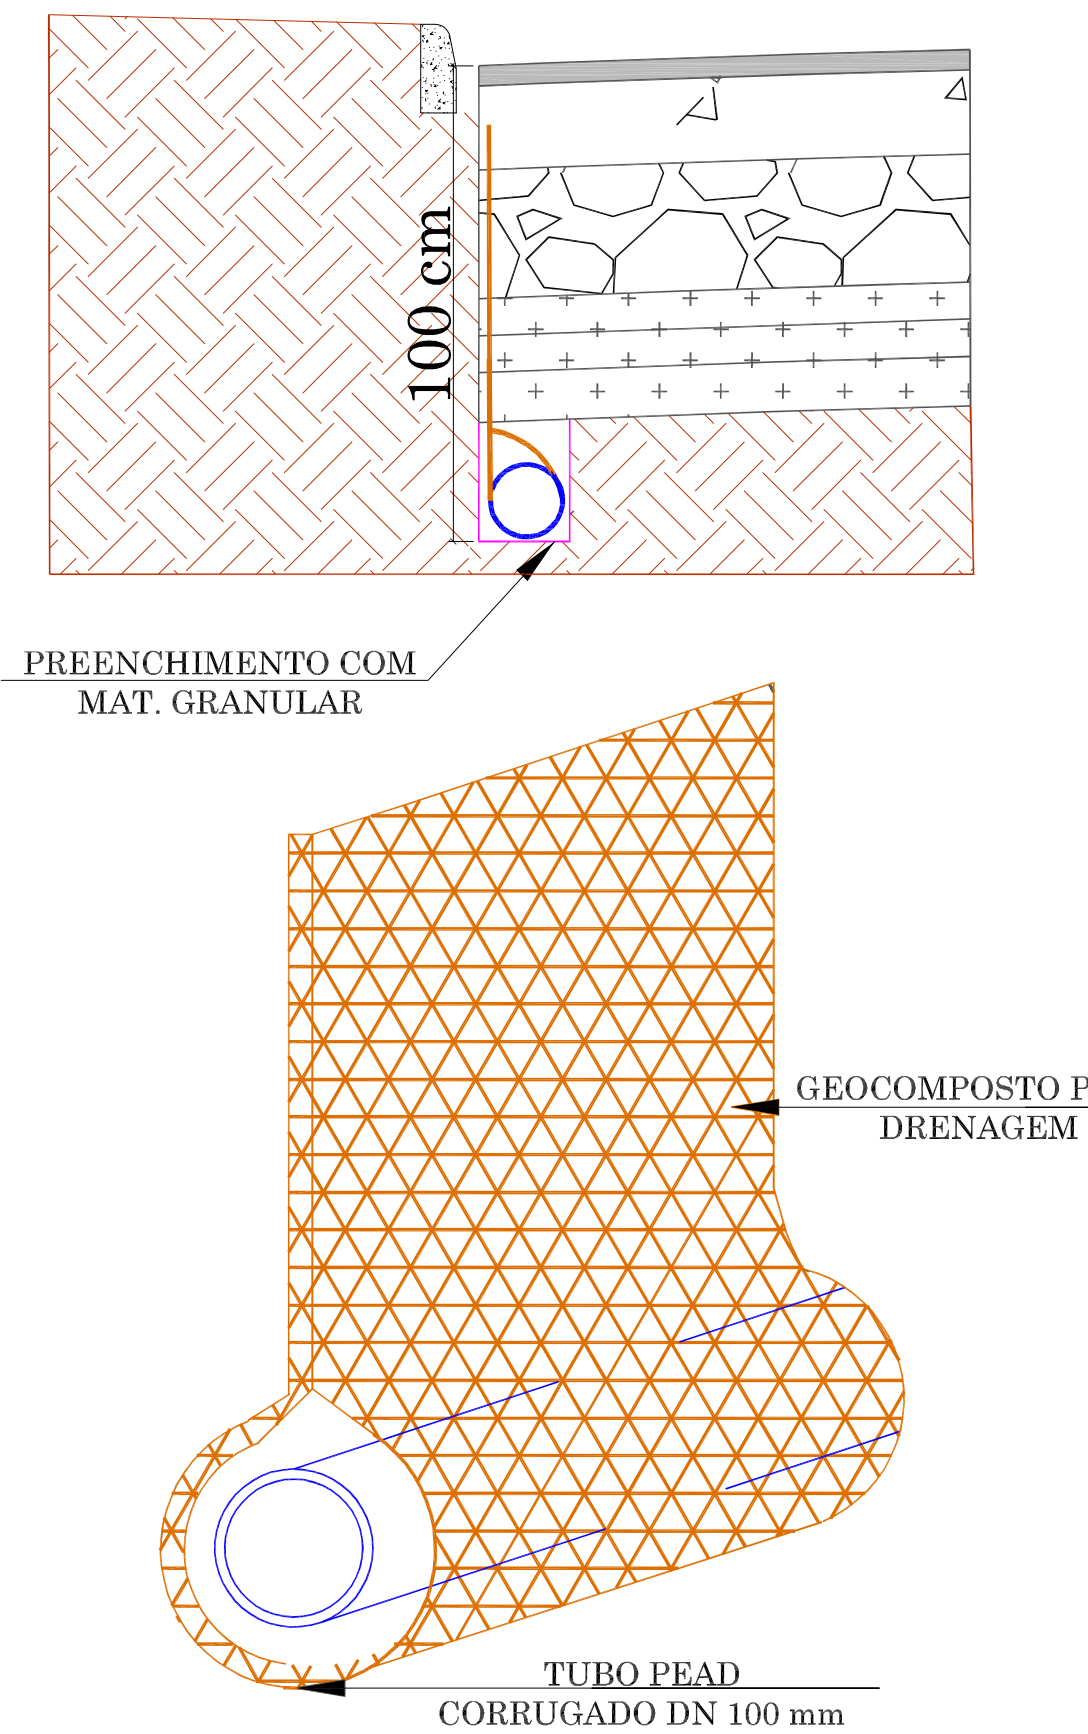 100 cm
PREENCHIMENTO COM
MAT. GRANULAR
GEOCOMPOSTO P
DRENAGEM
TUBO PEAD
CORRUGADO DN 100 mm